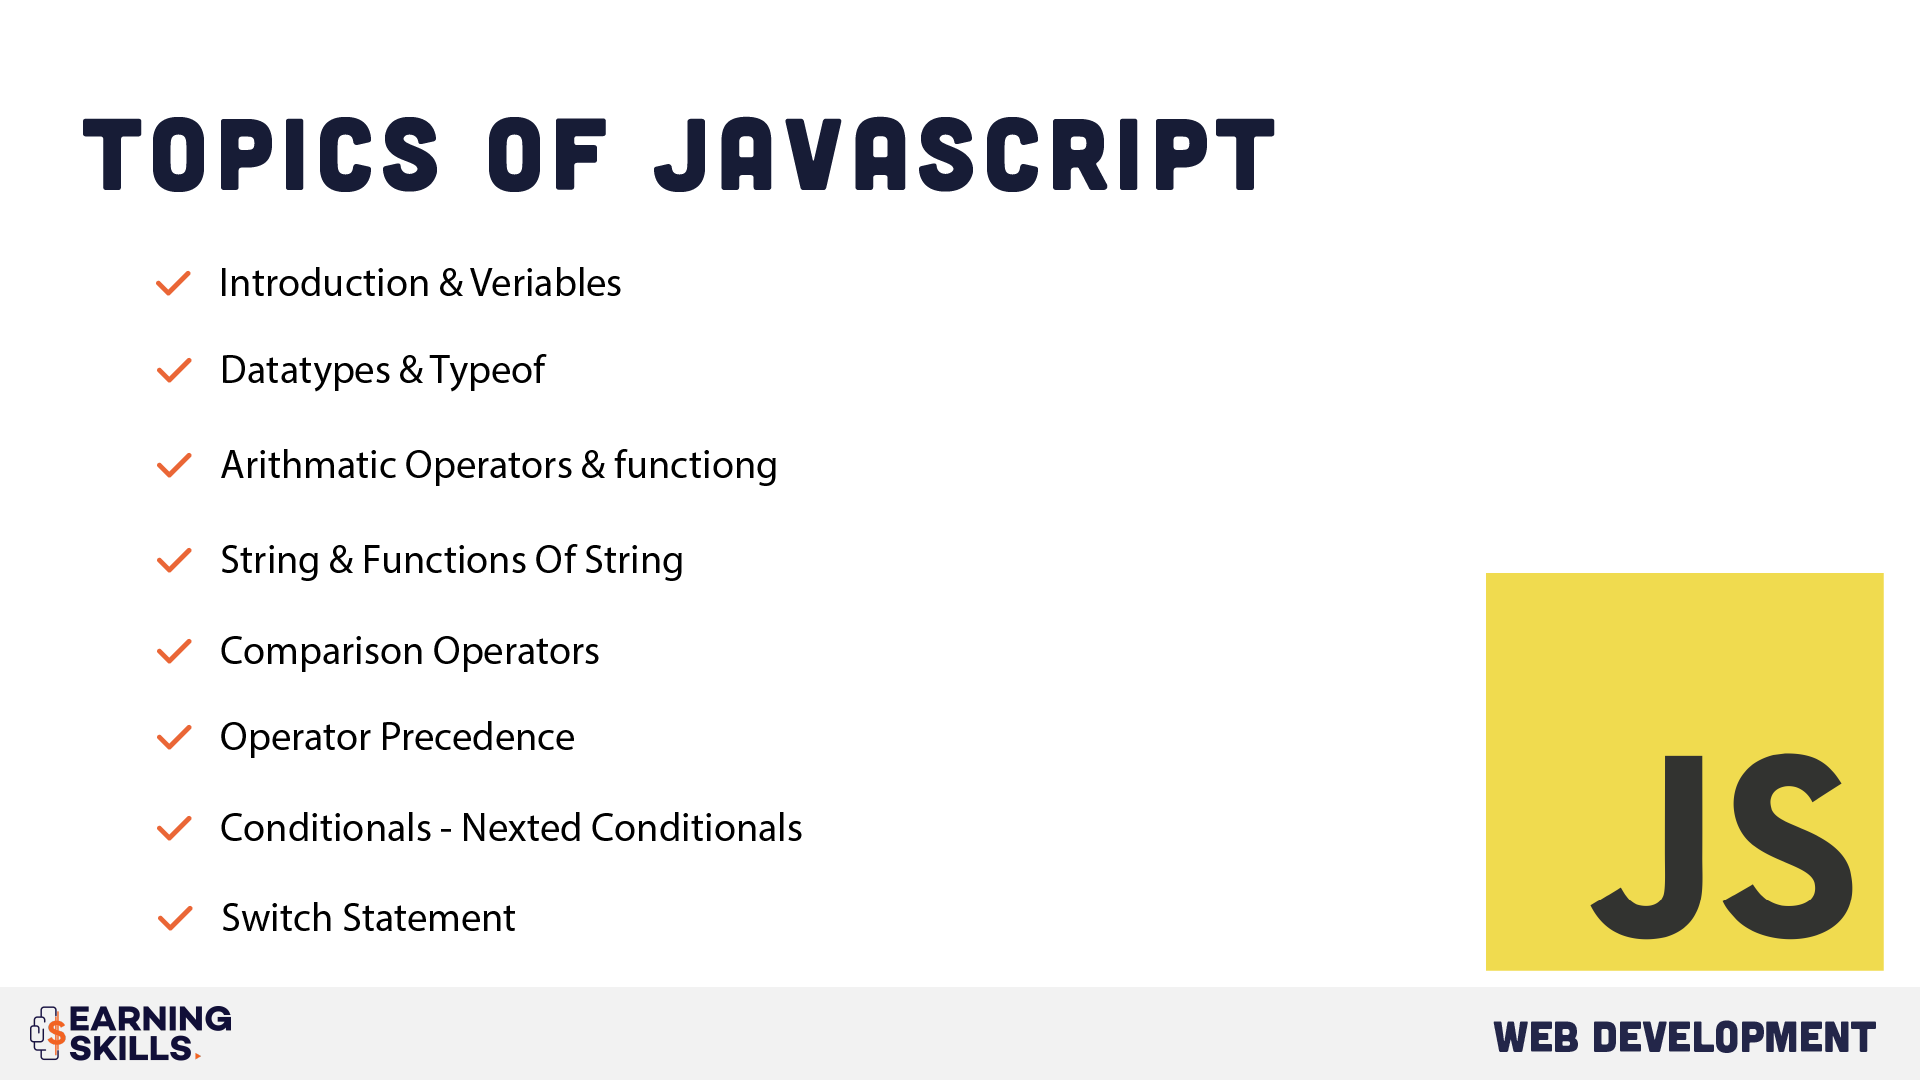 TOPICS OF JAVASCRIPT
Introduction & Veriables
Datatypes & Typeof
Arithmatic Operators & functiong
String & Functions Of String
Comparison Operators
Operator Precedence
Conditionals - Nexted Conditionals
Switch Statement
JS
EARNING
SKILLS
WEB DEVELOPMENT